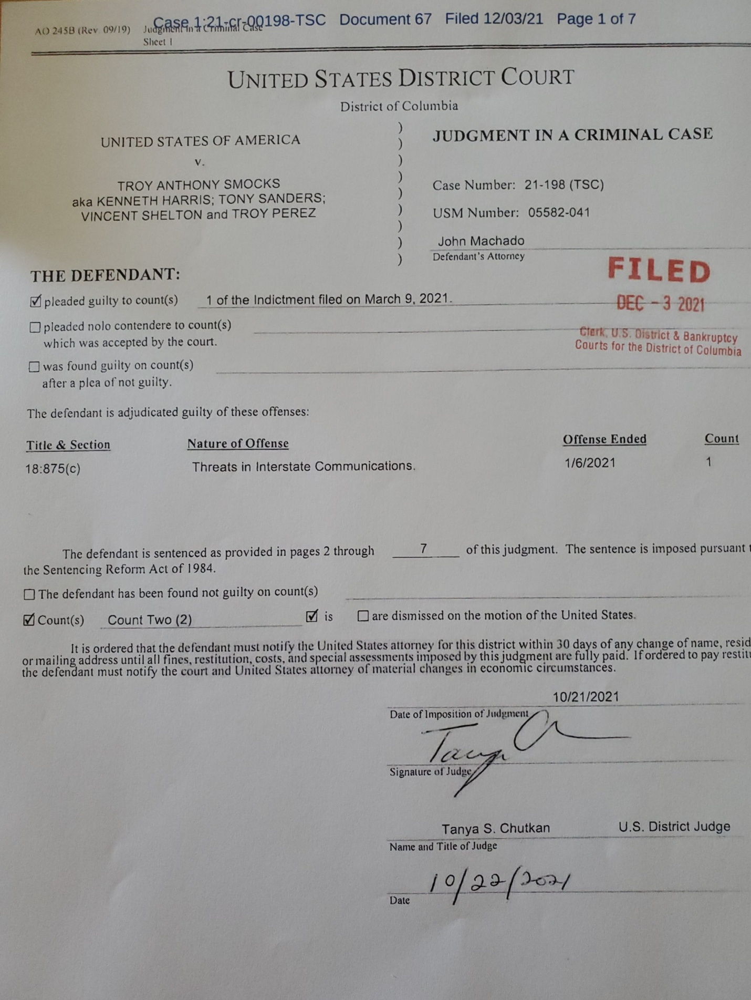 Case 1:21-cr-00198-TSC Document 67 Filed 12/03/21 Page 1 of 7
AO 245B (Rev. 09/19) Judgment in a Criminal Case
Sheet 1
UNITED STATES DISTRICT COURT
District of Columbia
UNITED STATES OF AMERICA
v.
TROY ANTHONY SMOCKS
aka KENNETH HARRIS; TONY SANDERS;
VINCENT SHELTON and TROY PEREZ
)
)
)
)
)
)
)
)
)
JUDGMENT IN A CRIMINAL CASE
Case Number: 21-198 (TSC)
USM Number: 05582-041
John Machado
Defendant's Attorney
FILED
DEC - 3 2021
Clerk, U.S. District & Bankruptcy
Courts for the District of Columbia
THE DEFENDANT:
☑ pleaded guilty to count(s) 1 of the Indictment filed on March 9, 2021.
☐ pleaded nolo contendere to count(s)
which was accepted by the court.
☐ was found guilty on count(s)
after a plea of not guilty.
The defendant is adjudicated guilty of these offenses:
Title & Section Nature of Offense Offense Ended Count
18:875(c) Threats in Interstate Communications. 1/6/2021 1
The defendant is sentenced as provided in pages 2 through 7 of this judgment. The sentence is imposed pursuant
the Sentencing Reform Act of 1984.
☐ The defendant has been found not guilty on count(s)
☑ Count(s) Count Two (2) ☑ is ☐ are dismissed on the motion of the United States.
It is ordered that the defendant must notify the United States attorney for this district within 30 days of any change of name, resid
or mailing address until all fines, restitution, costs, and special assessments imposed by this judgment are fully paid. If ordered to pay restitu
the defendant must notify the court and United States attorney of material changes in economic circumstances.
10/21/2021
Date of Imposition of Judgment
Tanya
Signature of Judge
Tanya S. Chutkan U.S. District Judge
Name and Title of Judge
10/22/2021
Date